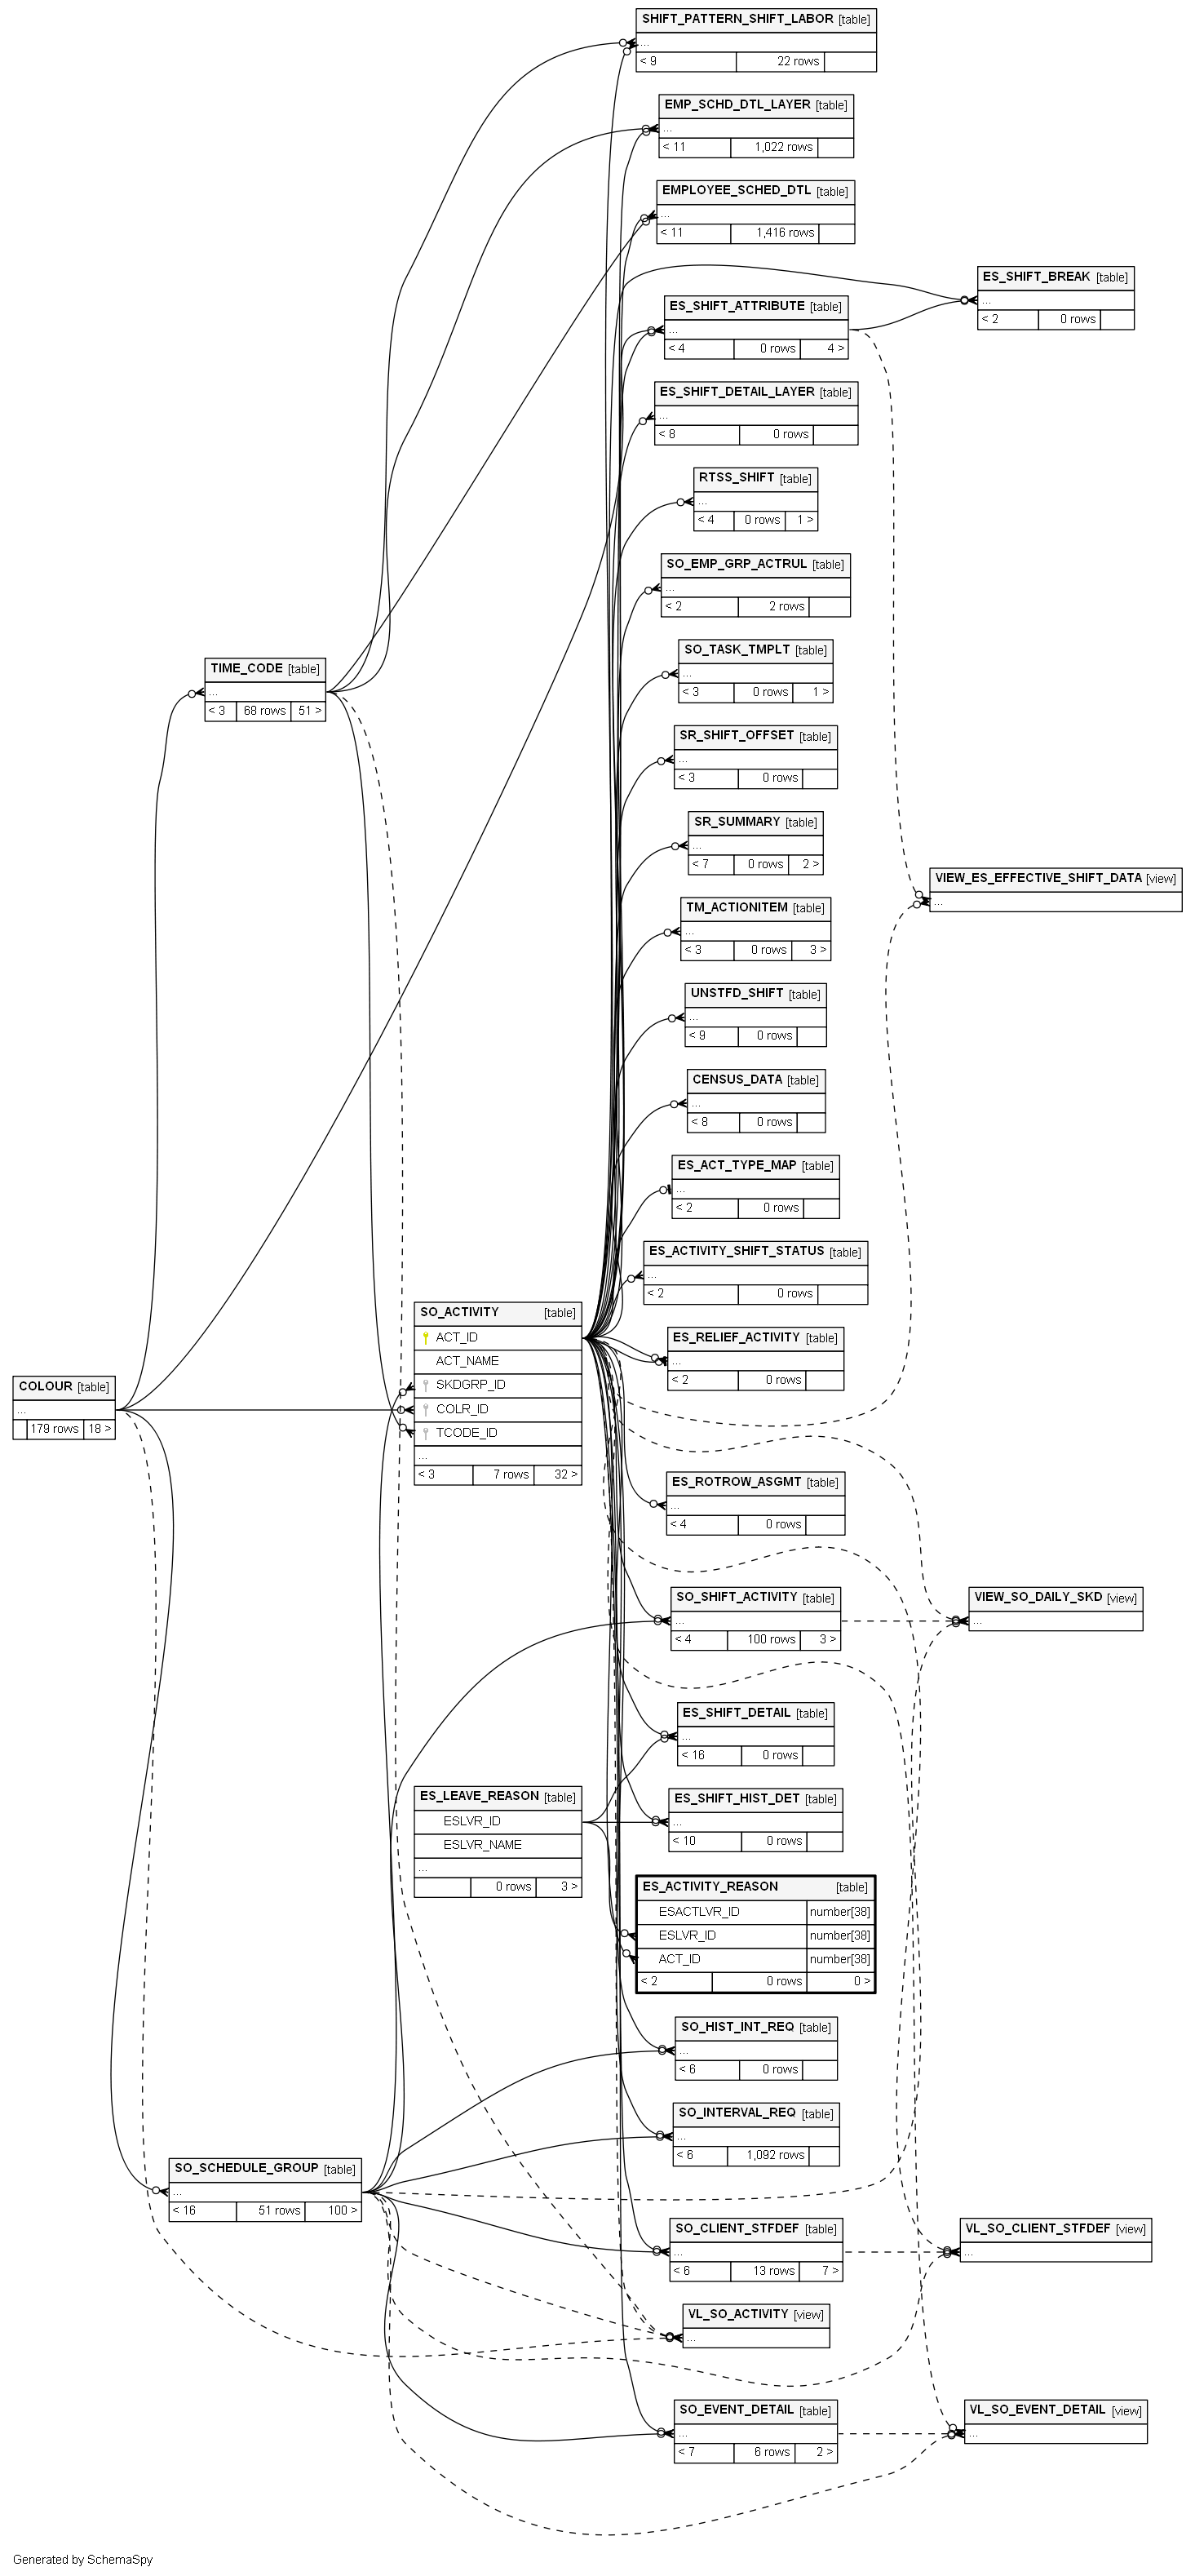 SHIFT_PATTERN_SHIFT_LABOR [table]
...
< 9 22 rows
EMP_SCHD_DTL_LAYER [table]
...
< 11 1,022 rows
EMPLOYEE_SCHED_DTL [table]
...
< 11 1,416 rows
ES_SHIFT_BREAK [table]
...
< 2 0 rows
ES_SHIFT_ATTRIBUTE [table]
...
< 4 0 rows 4 >
ES_SHIFT_DETAIL_LAYER [table]
...
< 8 0 rows
RTSS_SHIFT [table]
...
< 4 0 rows 1 >
SO_EMP_GRP_ACTRUL [table]
...
< 2 2 rows
SO_TASK_TMPLT [table]
...
< 3 0 rows 1 >
TIME_CODE [table]
...
< 3 68 rows 51 >
SR_SHIFT_OFFSET [table]
...
< 3 0 rows
SR_SUMMARY [table]
...
< 7 0 rows 2 >
VIEW_ES_EFFECTIVE_SHIFT_DATA [view]
...
TM_ACTIONITEM [table]
...
< 3 0 rows 3 >
UNSTFD_SHIFT [table]
...
< 9 0 rows
CENSUS_DATA [table]
...
< 8 0 rows
ES_ACT_TYPE_MAP [table]
...
< 2 0 rows
ES_ACTIVITY_SHIFT_STATUS [table]
...
< 2 0 rows
SO_ACTIVITY [table]
ACT_ID
ACT_NAME
SKDGRP_ID
COLR_ID
TCODE_ID
...
< 3 7 rows 32 >
ES_RELIEF_ACTIVITY [table]
...
< 2 0 rows
COLOUR [table]
...
179 rows 18 >
ES_ROTROW_ASGMT [table]
...
< 4 0 rows
SO_SHIFT_ACTIVITY [table]
...
< 4 100 rows 3 >
VIEW_SO_DAILY_SKD [view]
...
ES_SHIFT_DETAIL [table]
...
< 16 0 rows
ES_LEAVE_REASON [table]
ESLVR_ID
ESLVR_NAME
...
0 rows 3 >
ES_SHIFT_HIST_DET [table]
...
< 10 0 rows
ES_ACTIVITY_REASON [table]
ESACTLVR_ID number[38]
ESLVR_ID number[38]
ACT_ID number[38]
< 2 0 rows 0 >
SO_HIST_INT_REQ [table]
...
< 6 0 rows
SO_INTERVAL_REQ [table]
...
< 6 1,092 rows
SO_SCHEDULE_GROUP [table]
...
< 16 51 rows 100 >
SO_CLIENT_STFDEF [table]
...
< 6 13 rows 7 >
VL_SO_CLIENT_STFDEF [view]
...
VL_SO_ACTIVITY [view]
...
SO_EVENT_DETAIL [table]
...
< 7 6 rows 2 >
VL_SO_EVENT_DETAIL [view]
...
Generated by SchemaSpy